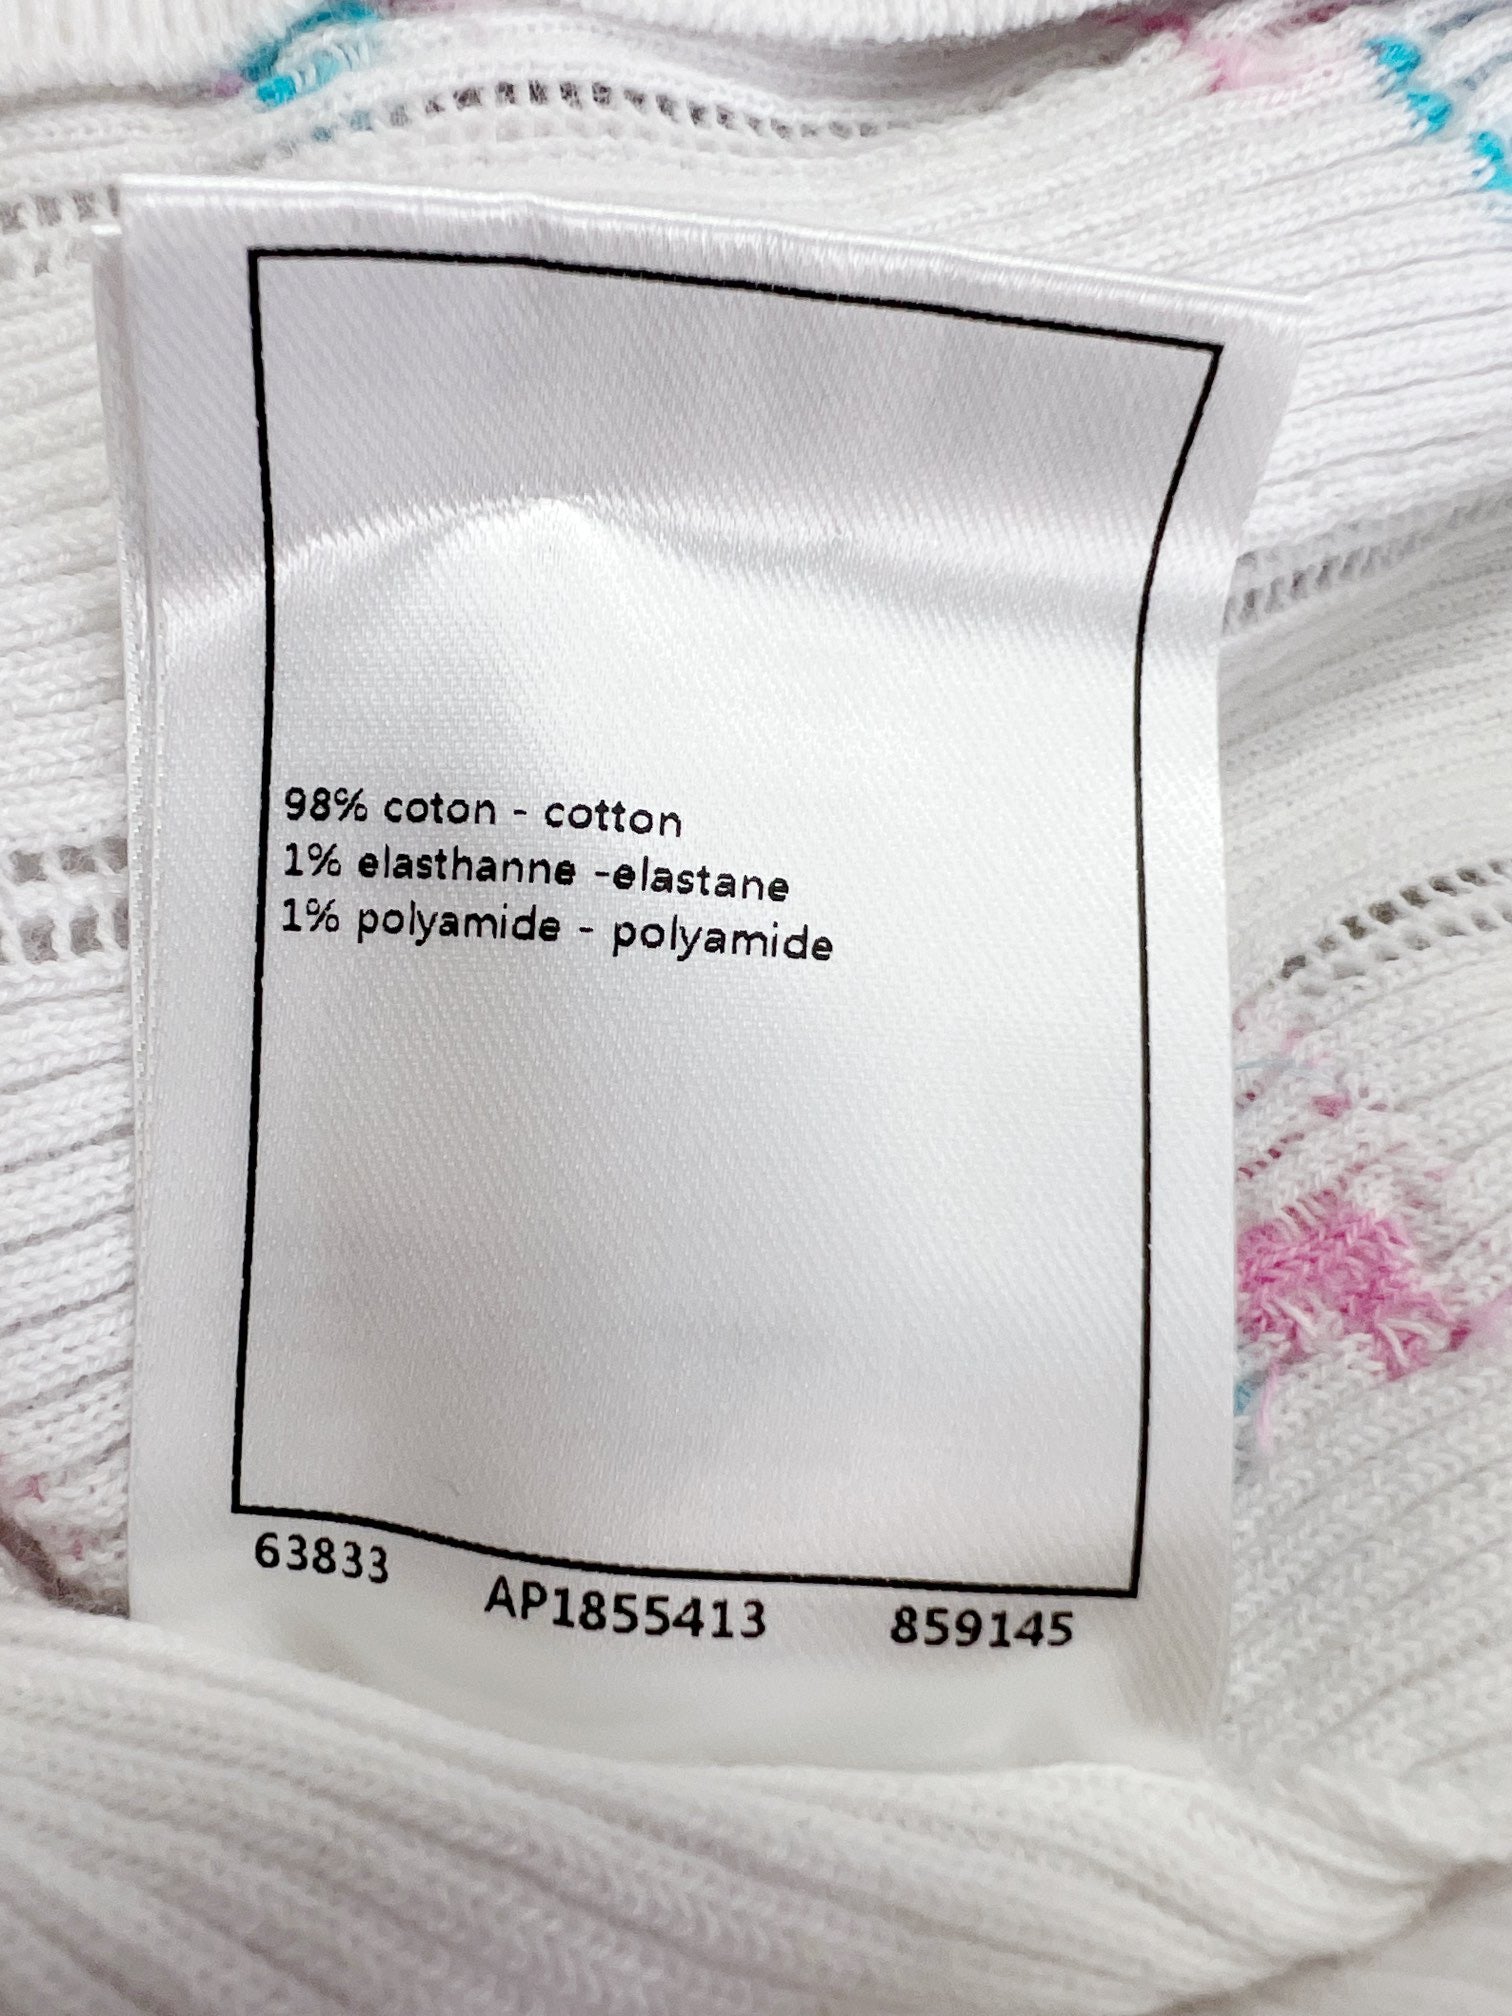 98% coton - cotton
1% elasthanne -elastane
1% polyamide - polyamide
63833 AP1855413 859145